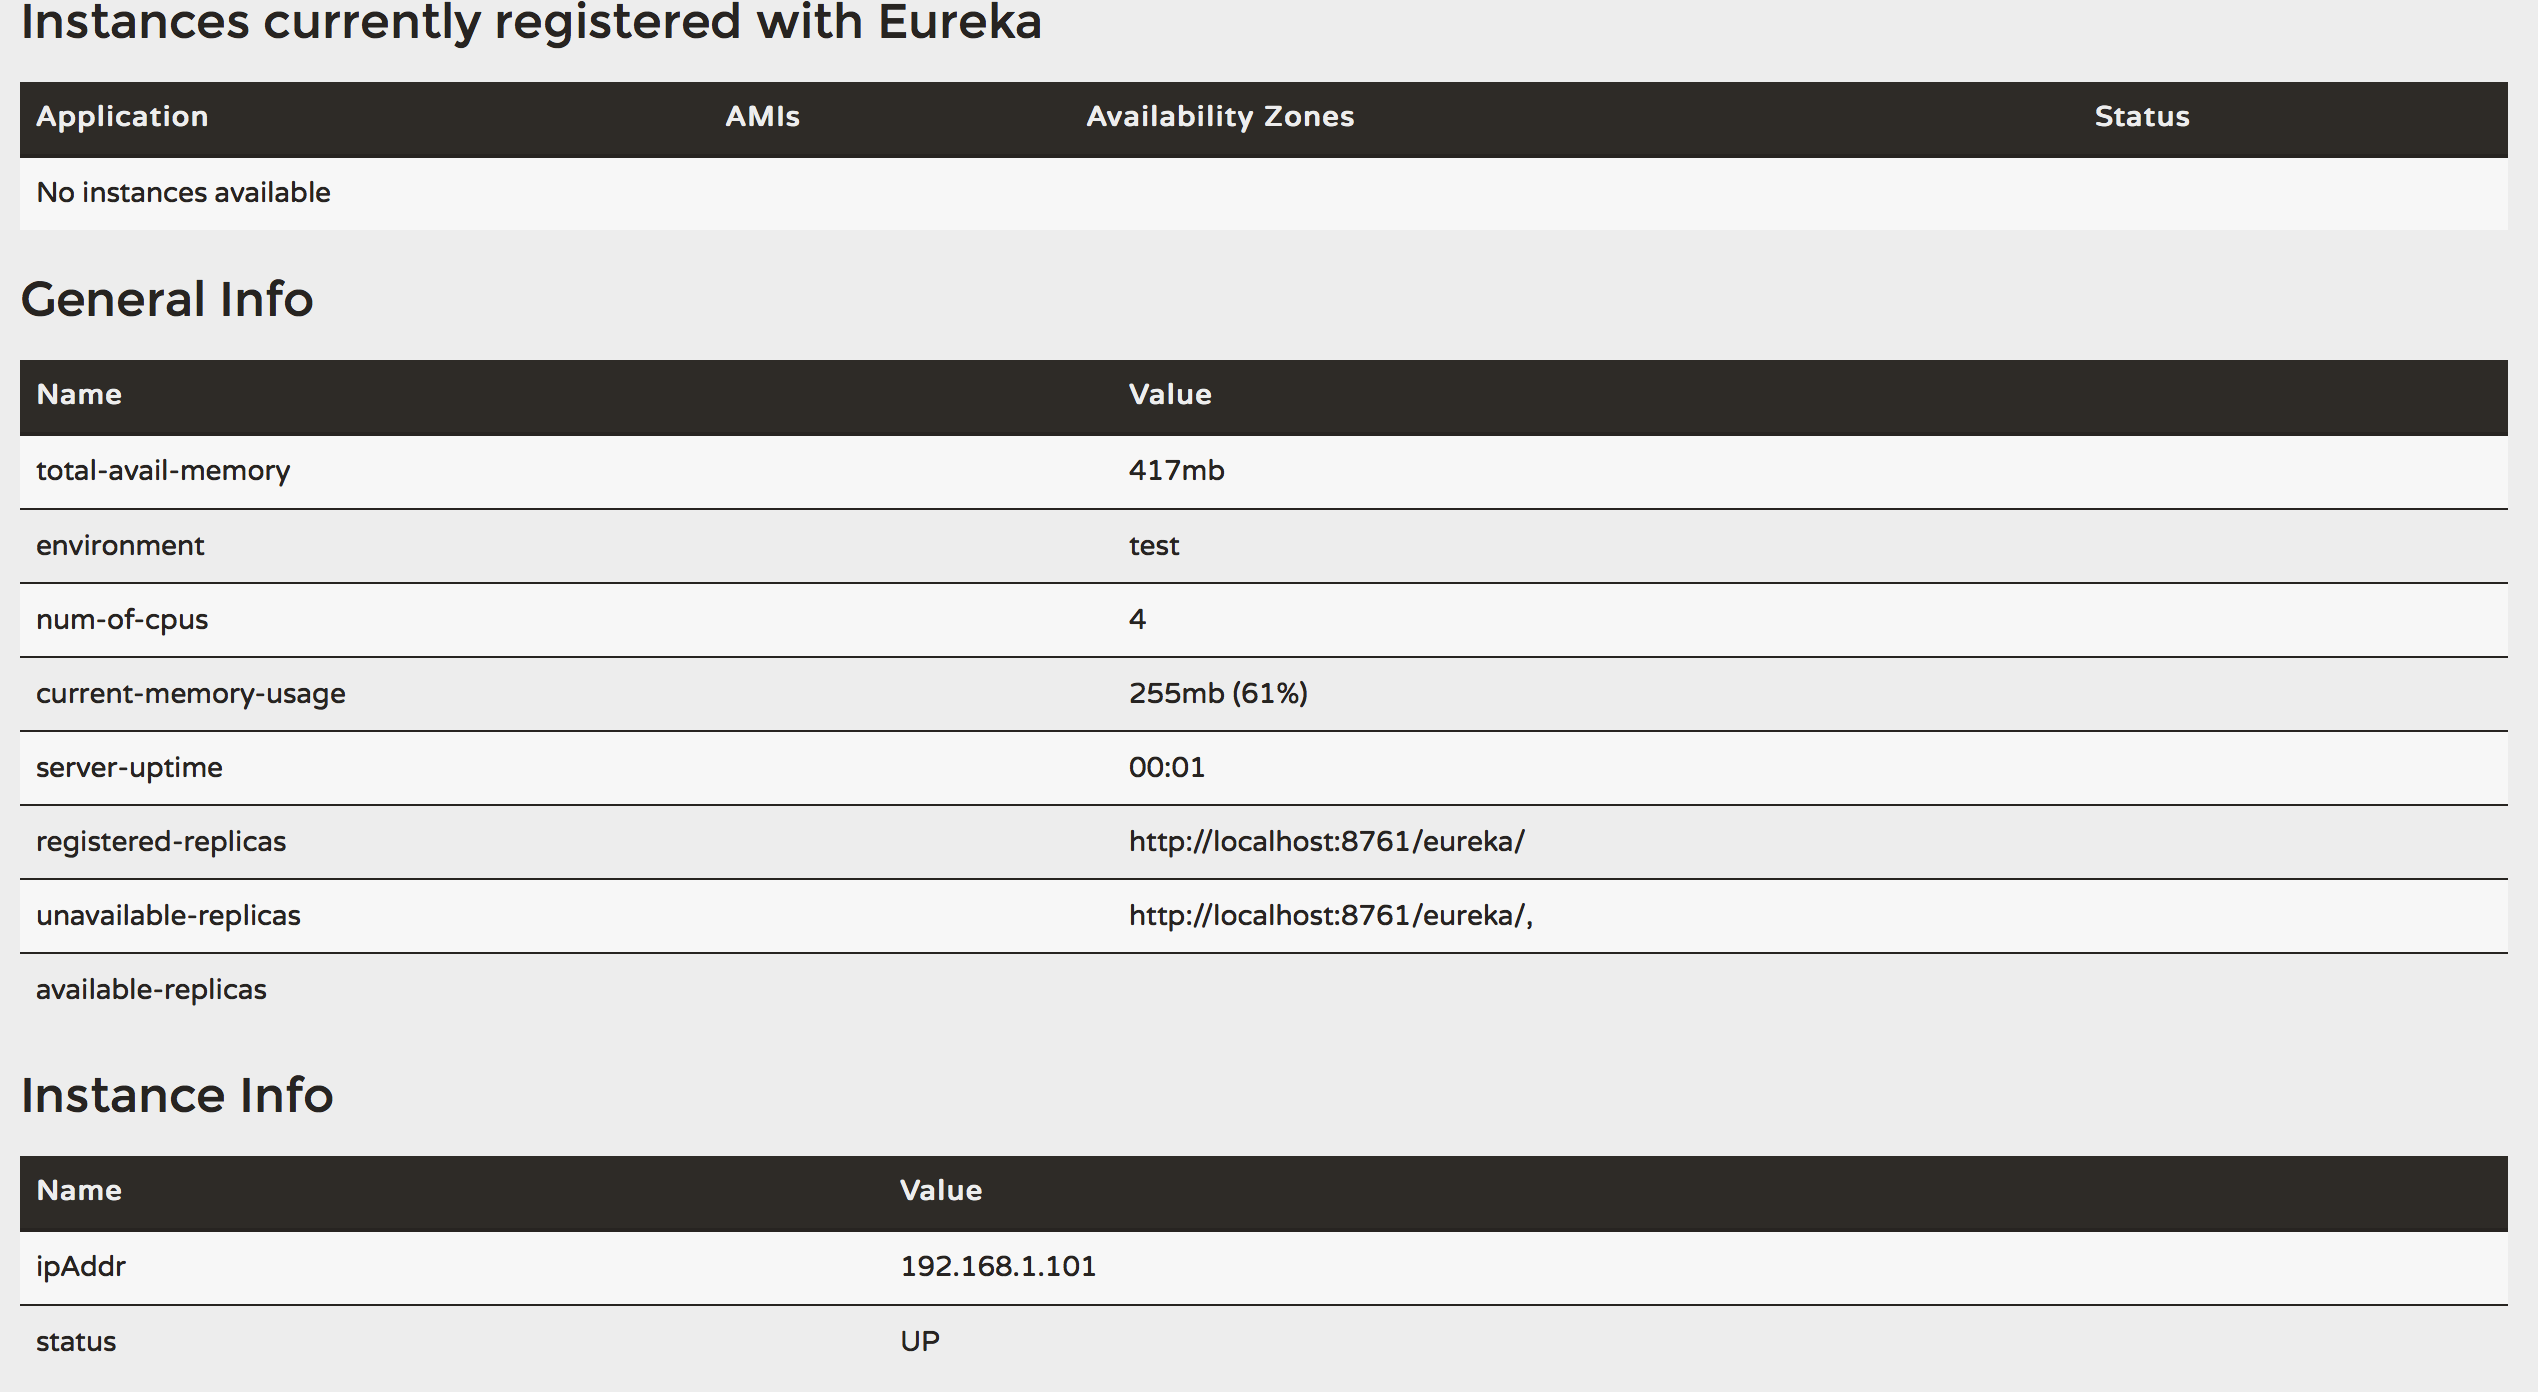 Instances currently registered with Eureka
Application AMIs Availability Zones Status
No instances available
General Info
Name Value
total-avail-memory 417mb
environment test
num-of-cpus 4
current-memory-usage 255mb (61%)
server-uptime 00:01
registered-replicas http://localhost:8761/eureka/
unavailable-replicas http://localhost:8761/eureka/,
available-replicas
Instance Info
Name Value
ipAddr 192.168.1.101
status UP